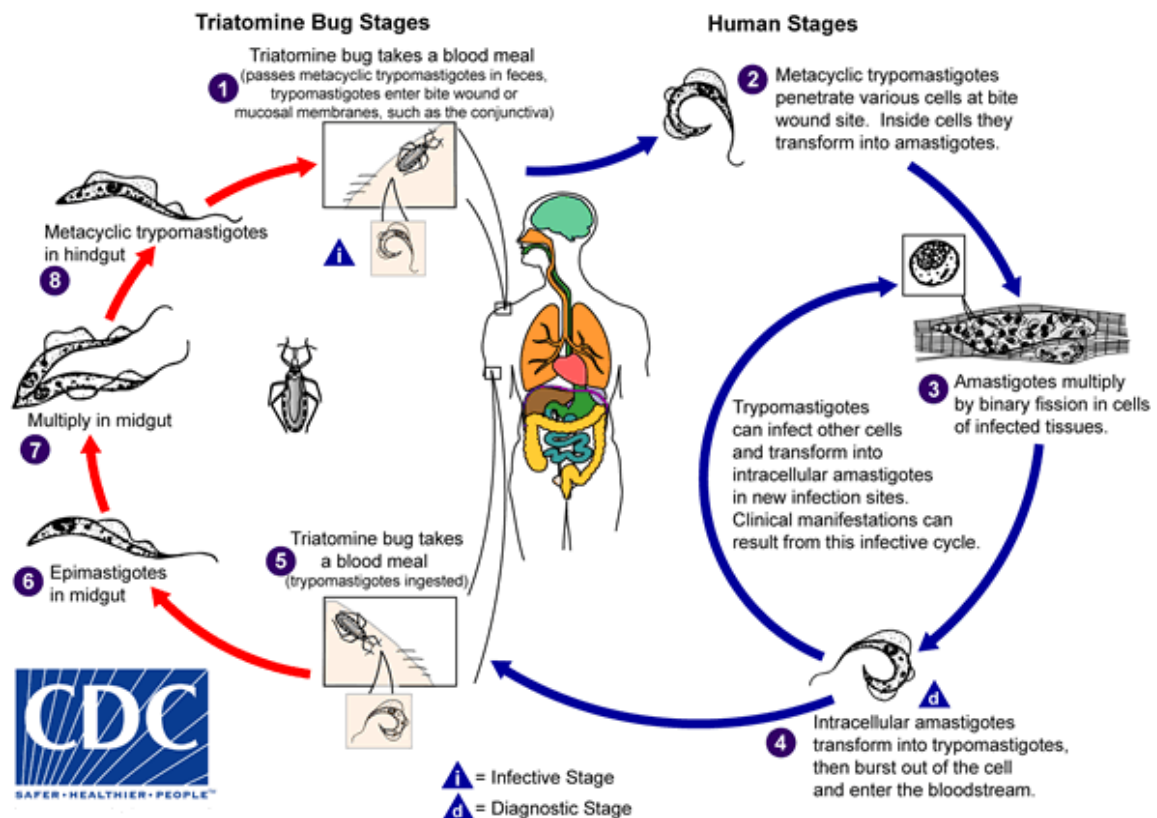 Triatomine Bug Stages
Human Stages
Triatomine bug takes a blood meal
(passes metacyclic trypomastigotes in feces,
trypomastigotes enter bite wound or
mucosal membranes, such as the conjunctiva)
1
i
2
Metacyclic trypomastigotes
penetrate various cells at bite
wound site. Inside cells they
transform into amastigotes.
3
Amastigotes multiply
by binary fission in cells
of infected tissues.
Trypomastigotes
can infect other cells
and transform into
intracellular amastigotes
in new infection sites.
Clinical manifestations can
result from this infective cycle.
d
4
Intracellular amastigotes
transform into trypomastigotes,
then burst out of the cell
and enter the bloodstream.
5
Triatomine bug takes
a blood meal
(trypomastigotes ingested)
6
Epimastigotes
in midgut
Multiply in midgut
7
Metacyclic trypomastigotes
in hindgut
8
CDC
SAFER•HEALTHIER•PEOPLE™
i = Infective Stage
d = Diagnostic Stage